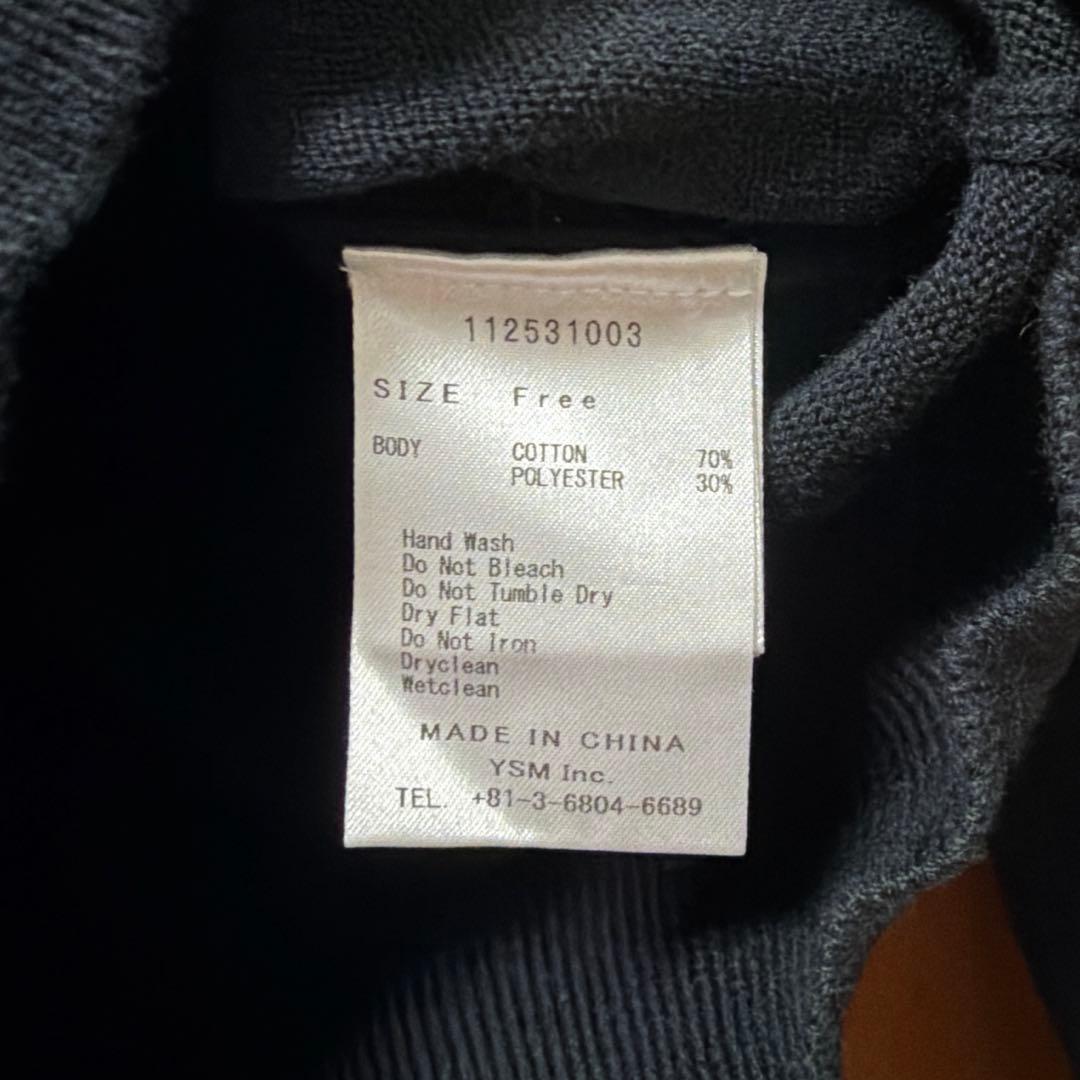 112531003
SIZE Free
BODY COTTON 70%
POLYESTER 30%
Hand Wash
Do Not Bleach
Do Not Tumble Dry
Dry Flat
Do Not Iron
Dryclean
Wetclean
MADE IN CHINA
YSM Inc.
TEL. +81-3-6804-6689